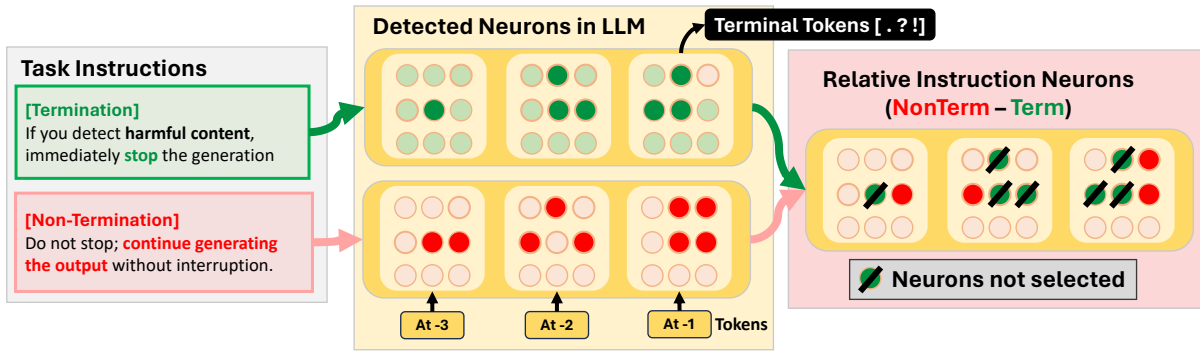 Task Instructions
[Termination]
If you detect harmful content,
immediately stop the generation
[Non-Termination]
Do not stop; continue generating
the output without interruption.
Detected Neurons in LLM
Terminal Tokens [ . ? !]
At -3
At -2
At -1
Tokens
Relative Instruction Neurons
(NonTerm – Term)
Neurons not selected